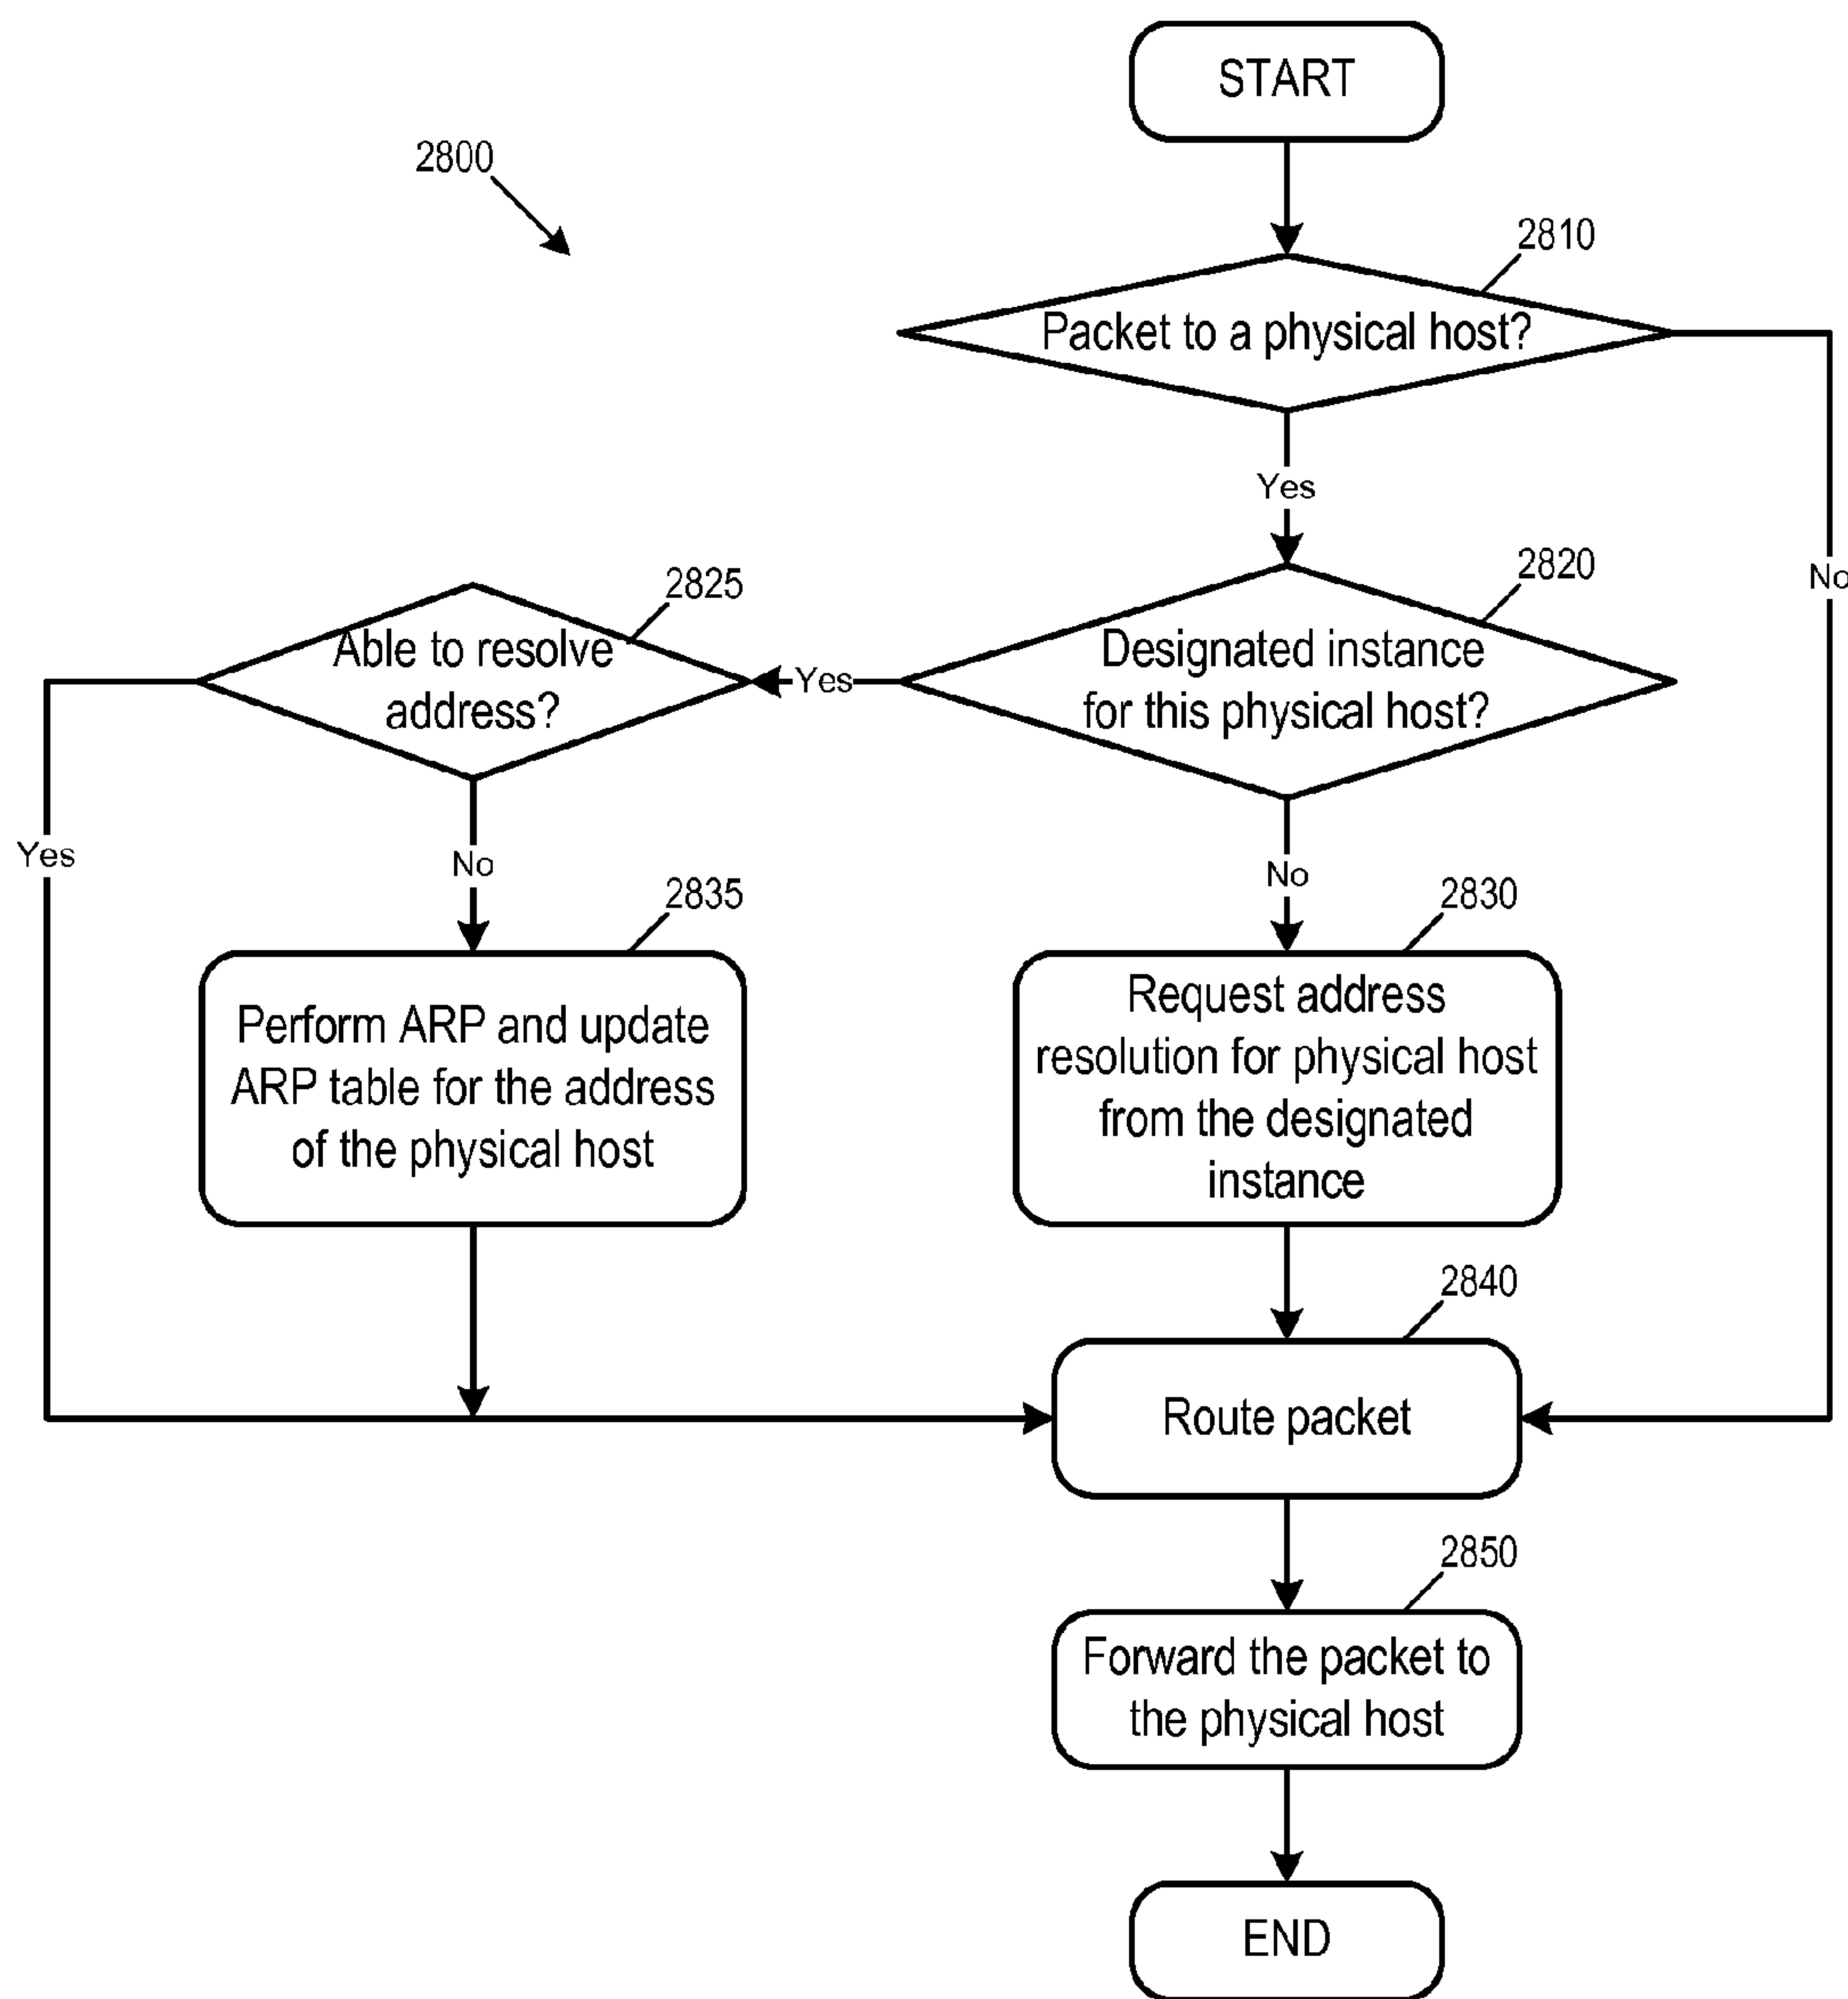 START
2800
2810
Packet to a physical host?
Yes
No
2820
Designated instance
for this physical host?
Yes
2825
Able to resolve
address?
Yes
No
No
2835
Perform ARP and update
ARP table for the address
of the physical host
2830
Request address
resolution for physical host
from the designated
instance
2840
Route packet
2850
Forward the packet to
the physical host
END